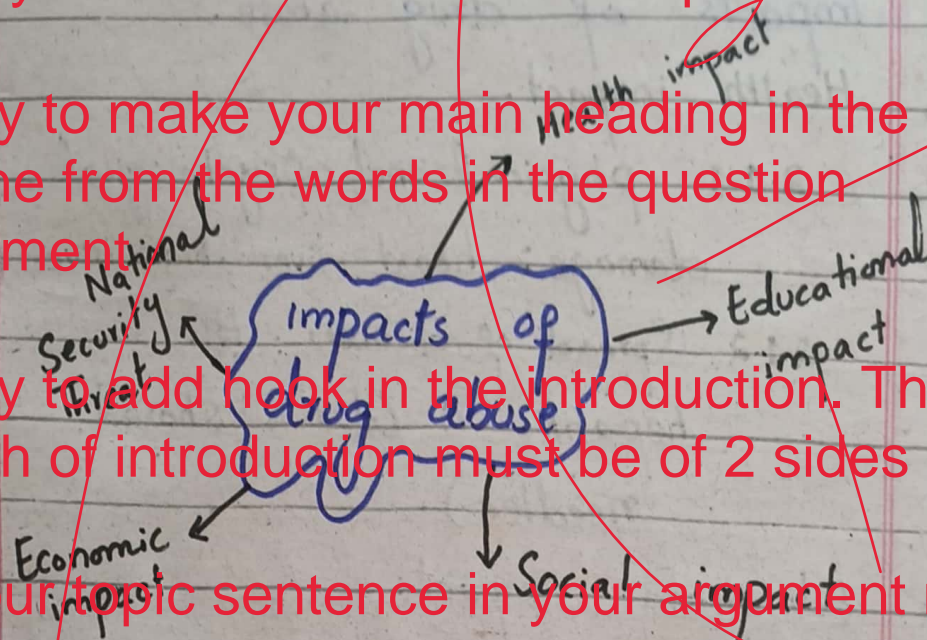 Health impact
y to make your main heading in the
ne from the words in the question
ment
National
Security
Threat
impacts of
drug abuse
Educational
impact
y to add hook in the introduction. Th
h of introduction must be of 2 sides
Economic
impact
Social impact
ur topic sentence in your argument